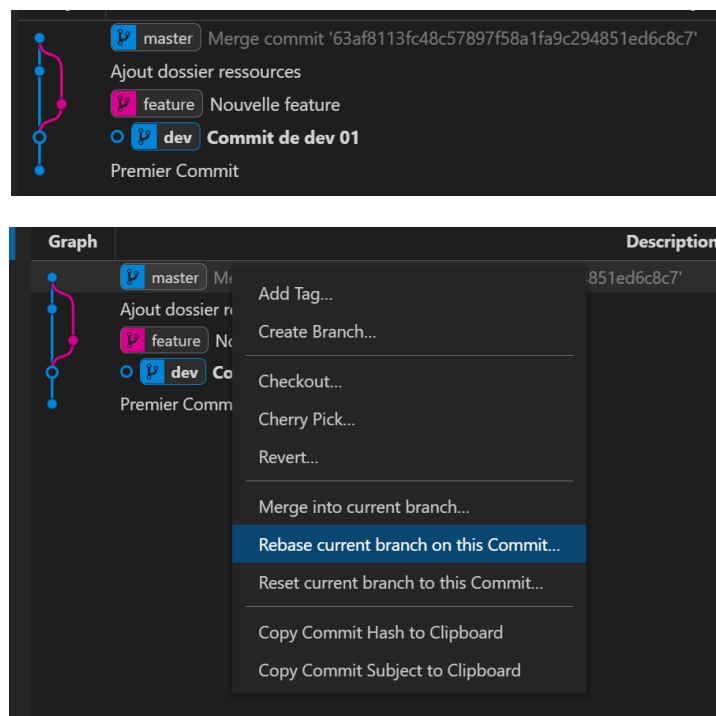 master Merge commit '63af8113fc48c57897f58a1fa9c294851ed6c8c7'
Ajout dossier ressources
feature Nouvelle feature
dev Commit de dev 01
Premier Commit
Graph Description
master Me 851ed6c8c7'
Ajout dossier r
feature No
dev Co
Premier Comm
Add Tag...
Create Branch...
Checkout...
Cherry Pick...
Revert...
Merge into current branch...
Rebase current branch on this Commit...
Reset current branch to this Commit...
Copy Commit Hash to Clipboard
Copy Commit Subject to Clipboard